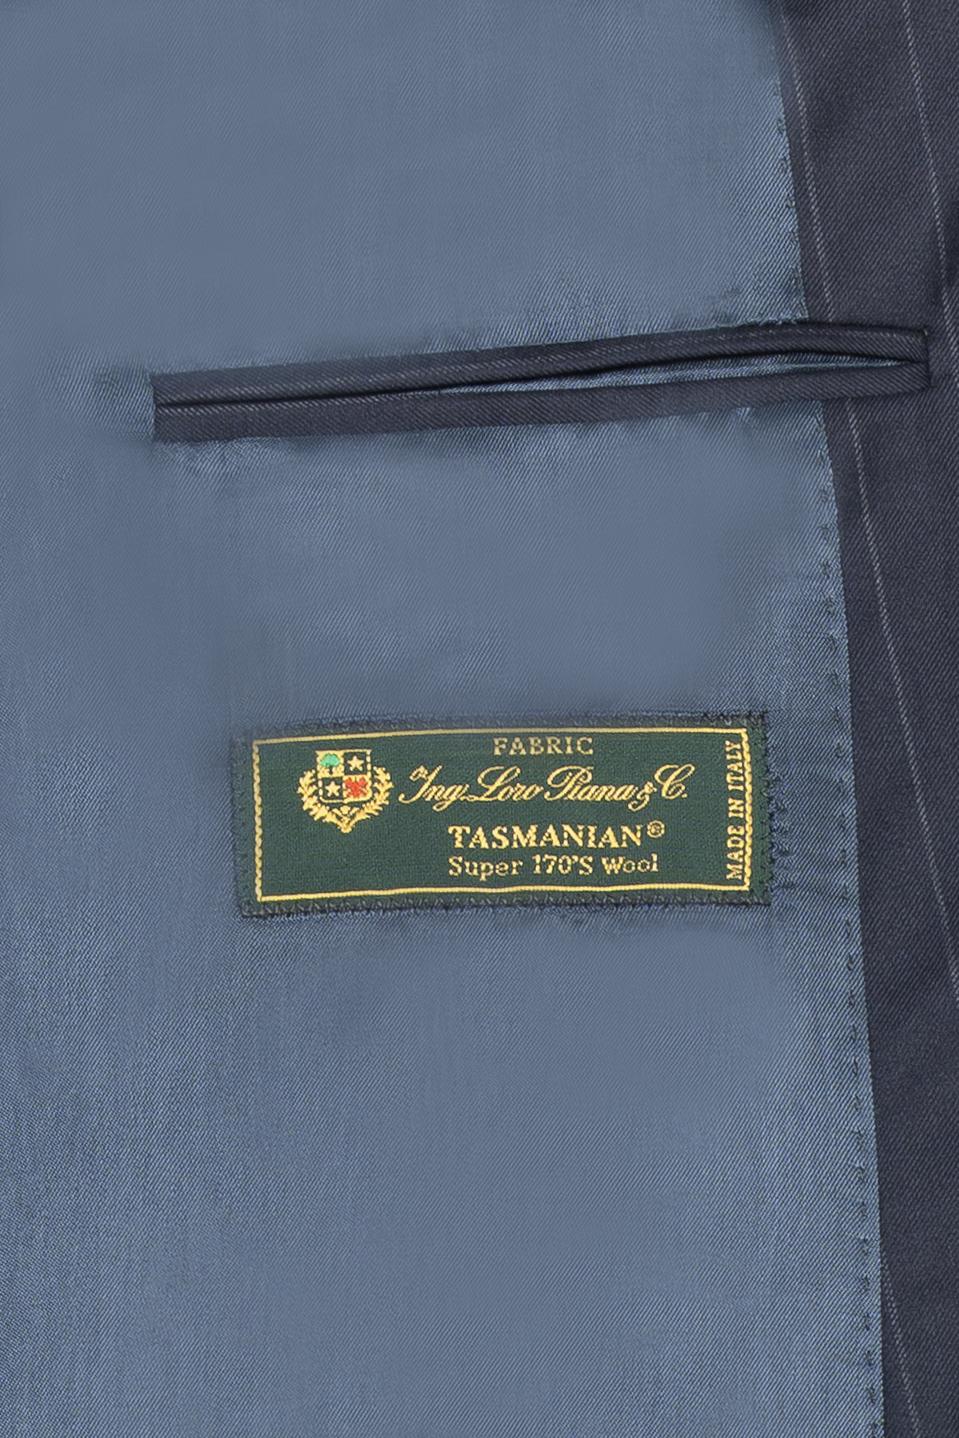 FABRIC
Ing. Loro Piana & C.
TASMANIAN®
Super 170'S Wool
MADE IN ITALY